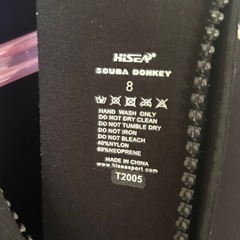 HISEA
SCUBA DONKEY
8
HAND WASH ONLY
DO NOT DRY CLEAN
DO NOT TUMBLE DRY
DO NOT IRON
DO NOT BLEACH
40%NYLON
60%NEOPRENE
MADE IN CHINA
www.hiseasport.com
T2005